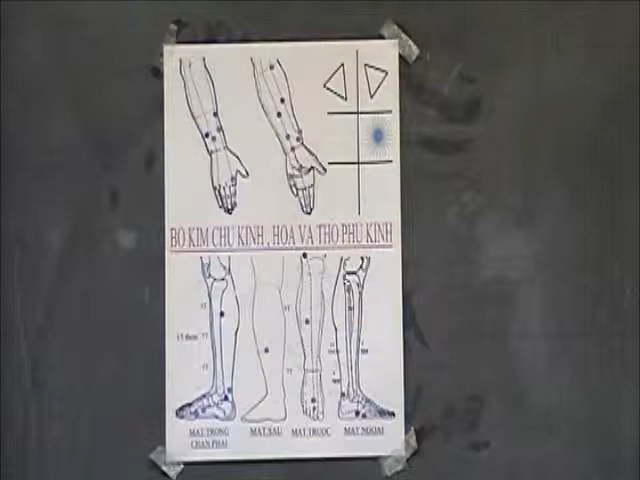 BO KIM CHU KINH , HOA VA THO PHU KINH
MAT TRONG
CHAN PHAI
MAT SAU
MAT TRUOC
MAT NGOAI